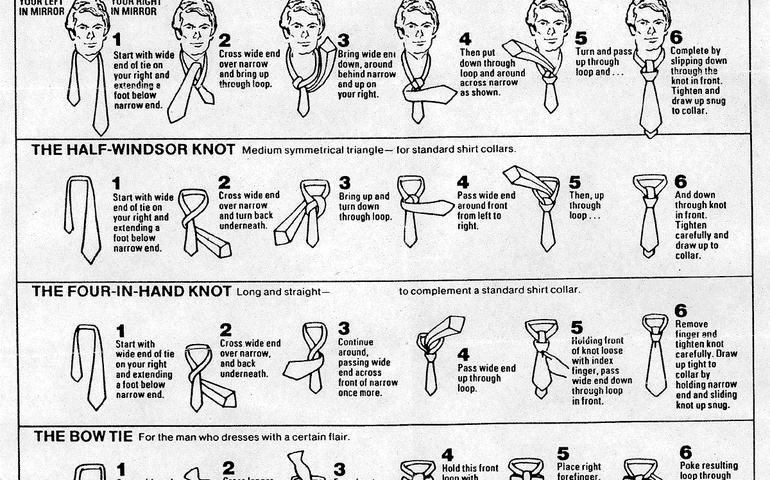 YOUR LEFT
IN MIRROR
YOUR RIGHT
IN MIRROR
1
Start with wide
end of tie on
your right and
extending a
foot below
narrow end.
2
Cross wide end
over narrow
and bring up
through loop.
3
Bring wide end
down, around
behind narrow
and up on
your right.
4
Then put
down through
loop and around
across narrow
as shown.
5
Turn and pass
up through
loop and . . .
6
Complete by
slipping down
through the
knot in front.
Tighten and
draw up snug
to collar.
THE HALF-WINDSOR KNOT Medium symmetrical triangle— for standard shirt collars.
1
Start with wide
end of tie on
your right and
extending a
foot below
narrow end.
2
Cross wide end
over narrow
and turn back
underneath.
3
Bring up and
turn down
through loop.
4
Pass wide end
around front
from left to
right.
5
Then, up
through
loop . . .
6
And down
through knot
in front.
Tighten
carefully and
draw up to
collar.
THE FOUR-IN-HAND KNOT Long and straight— to complement a standard shirt collar.
1
Start with
wide end of tie
on your right
and extending
a foot below
narrow end.
2
Cross wide end
over narrow,
and back
underneath.
3
Continue
around,
passing wide
end across
front of narrow
once more.
4
Pass wide end
up through
loop.
5
Holding front
of knot loose
with index
finger, pass
wide end down
through loop
in front.
6
Remove
finger and
tighten knot
carefully. Draw
up tight to
collar by
holding narrow
end and sliding
knot up snug.
THE BOW TIE For the man who dresses with a certain flair.
1
2
3
4
Hold this front
loop with
5
Place right
forefinger,
6
Poke resulting
loop through